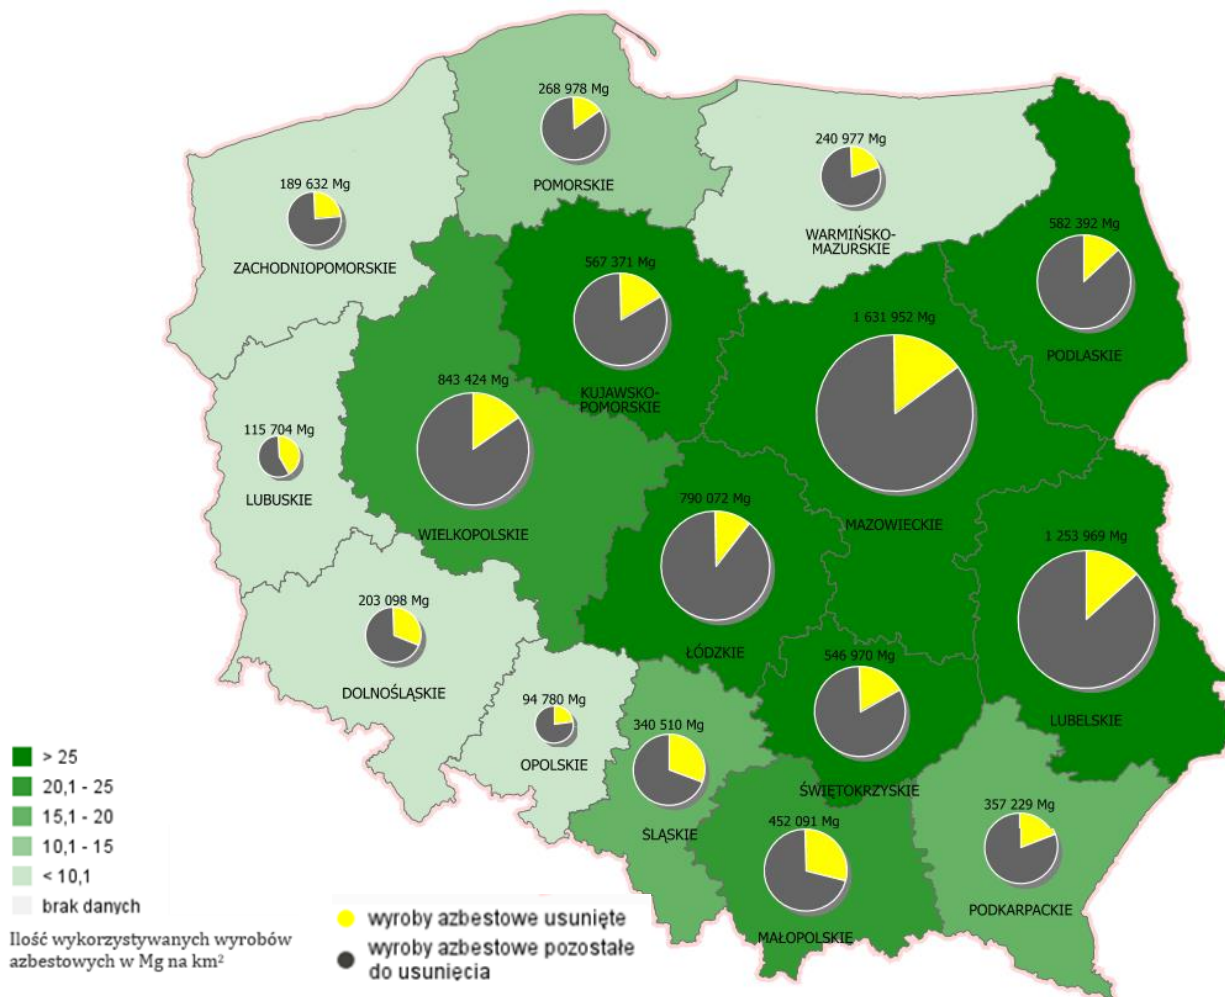 268 978 Mg
POMORSKIE
240 977 Mg
WARMIŃSKO-
MAZURSKIE
189 632 Mg
ZACHODNIOPOMORSKIE
582 392 Mg
PODLASKIE
567 371 Mg
KUJAWSKO-
POMORSKIE
1 631 952 Mg
MAZOWIECKIE
843 424 Mg
WIELKOPOLSKIE
115 704 Mg
LUBUSKIE
790 072 Mg
ŁÓDZKIE
1 253 969 Mg
LUBELSKIE
203 098 Mg
DOLNOŚLĄSKIE
94 780 Mg
OPOLSKIE
340 510 Mg
ŚLĄSKIE
546 970 Mg
ŚWIĘTOKRZYSKIE
452 091 Mg
MAŁOPOLSKIE
357 229 Mg
PODKARPACKIE
> 25
20,1 - 25
15,1 - 20
10,1 - 15
< 10,1
brak danych
Ilość wykorzystywanych wyrobów
azbestowych w Mg na km²
wyroby azbestowe usunięte
wyroby azbestowe pozostałe
do usunięcia